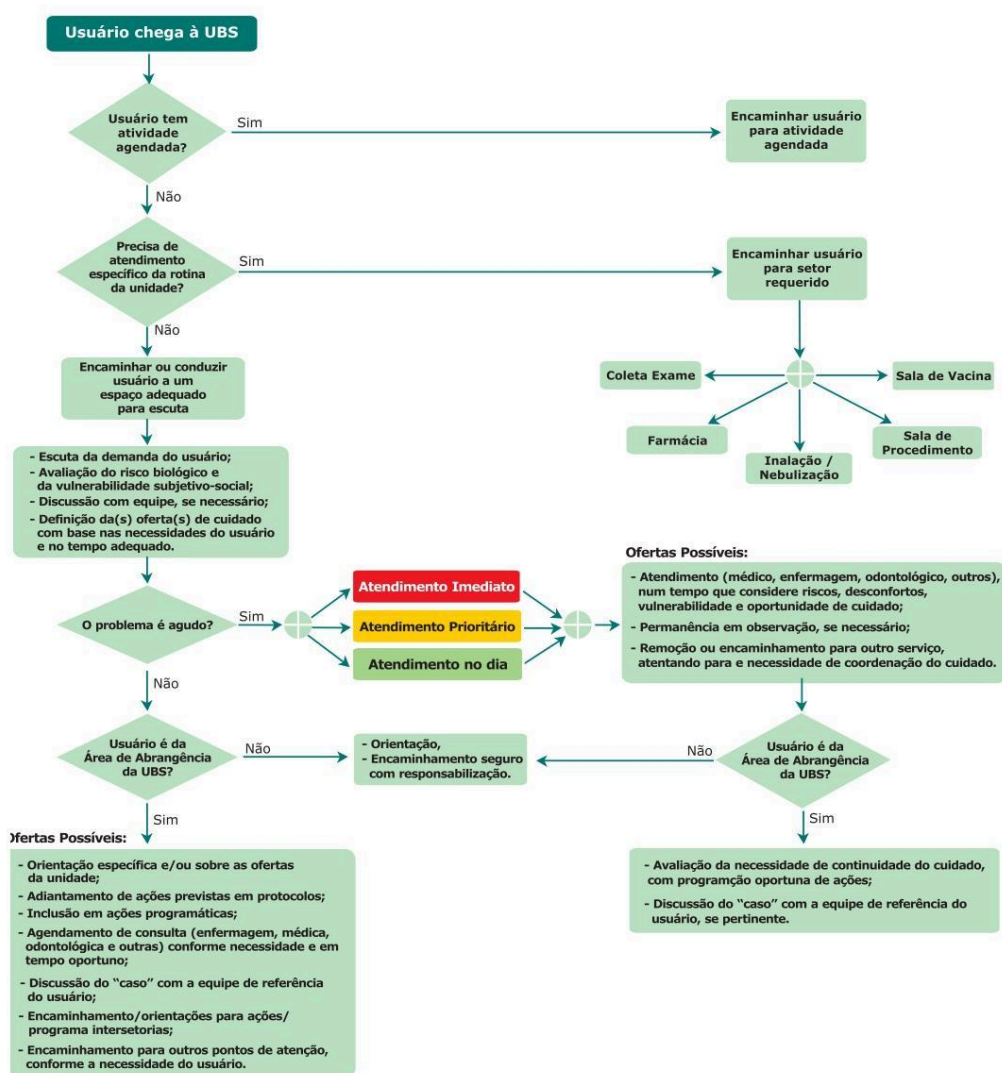 Usuário chega à UBS
Usuário tem
atividade
agendada?
Sim
Encaminhar usuário
para atividade
agendada
Não
Precisa de
atendimento
específico da rotina
da unidade?
Sim
Encaminhar usuário
para setor
requerido
Não
Encaminhar ou conduzir
usuário a um
espaço adequado
para escuta
Coleta Exame
Sala de Vacina
Farmácia
Sala de
Procedimento
Inalação /
Nebulização
- Escuta da demanda do usuário;
- Avaliação do risco biológico e
da vulnerabilidade subjetivo-social;
- Discussão com equipe, se necessário;
- Definição da(s) oferta(s) de cuidado
com base nas necessidades do usuário
e no tempo adequado.
O problema é agudo?
Sim
Atendimento Imediato
Atendimento Prioritário
Atendimento no dia
Ofertas Possíveis:
- Atendimento (médico, enfermagem, odontológico, outros),
num tempo que considere riscos, desconfortos,
vulnerabilidade e oportunidade de cuidado;
- Permanência em observação, se necessário;
- Remoção ou encaminhamento para outro serviço,
atentando para e necessidade de coordenação do cuidado.
Não
Usuário é da
Área de Abrangência
da UBS?
Não
- Orientação,
- Encaminhamento seguro
com responsabilização.
Não
Usuário é da
Área de Abrangência
da UBS?
Sim
Sim
Ofertas Possíveis:
- Orientação específica e/ou sobre as ofertas
da unidade;
- Adiantamento de ações previstas em protocolos;
- Inclusão em ações programáticas;
- Agendamento de consulta (enfermagem, médica,
odontológica e outras) conforme necessidade e em
tempo oportuno;
- Discussão do “caso” com a equipe de referência
do usuário;
- Encaminhamento/orientações para ações/
programa intersetorias;
- Encaminhamento para outros pontos de atenção,
conforme a necessidade do usuário.
- Avaliação da necessidade de continuidade do cuidado,
com programção oportuna de ações;
- Discussão do “caso” com a equipe de referência do
usuário, se pertinente.